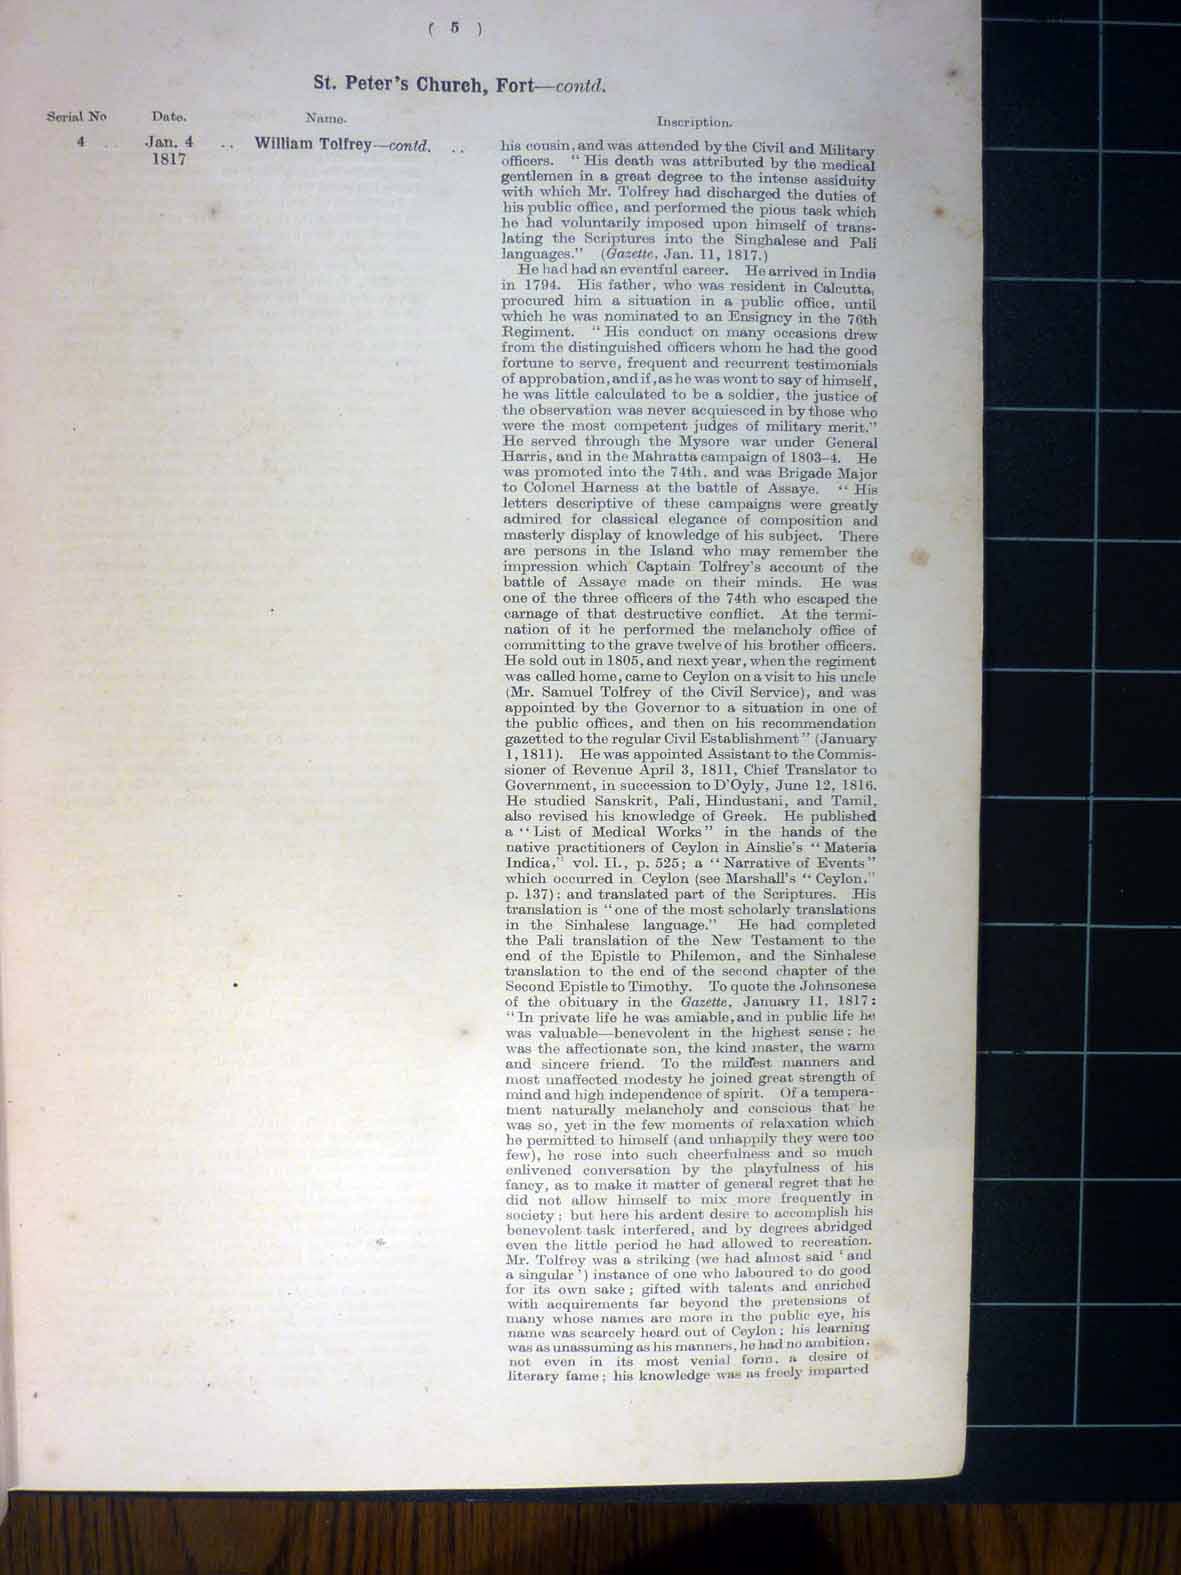 ( 5 )
St. Peter's Church, Fort—contd.
Serial No Date. Name. Inscription.
4 . . Jan. 4 . . William Tolfrey—contd. . .
1817
his cousin, and was attended by the Civil and Military
officers. " His death was attributed by the medical
gentlemen in a great degree to the intense assiduity
with which Mr. Tolfrey had discharged the duties of
his public office, and performed the pious task which
he had voluntarily imposed upon himself of trans-
lating the Scriptures into the Singhalese and Pali
languages." (Gazette, Jan. 11, 1817.)
He had had an eventful career. He arrived in India
in 1794. His father, who was resident in Calcutta,
procured him a situation in a public office, until
which he was nominated to an Ensigncy in the 76th
Regiment. " His conduct on many occasions drew
from the distinguished officers whom he had the good
fortune to serve, frequent and recurrent testimonials
of approbation, and if, as he was wont to say of himself,
he was little calculated to be a soldier, the justice of
the observation was never acquiesced in by those who
were the most competent judges of military merit."
He served through the Mysore war under General
Harris, and in the Mahratta campaign of 1803–4. He
was promoted into the 74th, and was Brigade Major
to Colonel Harness at the battle of Assaye. " His
letters descriptive of these campaigns were greatly
admired for classical elegance of composition and
masterly display of knowledge of his subject. There
are persons in the Island who may remember the
impression which Captain Tolfrey's account of the
battle of Assaye made on their minds. He was
one of the three officers of the 74th who escaped the
carnage of that destructive conflict. At the termi-
nation of it he performed the melancholy office of
committing to the grave twelve of his brother officers.
He sold out in 1805, and next year, when the regiment
was called home, came to Ceylon on a visit to his uncle
(Mr. Samuel Tolfrey of the Civil Service), and was
appointed by the Governor to a situation in one of
the public offices, and then on his recommendation
gazetted to the regular Civil Establishment " (January
1, 1811). He was appointed Assistant to the Commis-
sioner of Revenue April 3, 1811, Chief Translator to
Government, in succession to D'Oyly, June 12, 1816.
He studied Sanskrit, Pali, Hindustani, and Tamil,
also revised his knowledge of Greek. He published
a " List of Medical Works " in the hands of the
native practitioners of Ceylon in Ainslie's " Materia
Indica," vol. II., p. 525; a " Narrative of Events "
which occurred in Ceylon (see Marshall's " Ceylon,"
p. 137); and translated part of the Scriptures. His
translation is " one of the most scholarly translations
in the Sinhalese language." He had completed
the Pali translation of the New Testament to the
end of the Epistle to Philemon, and the Sinhalese
translation to the end of the second chapter of the
Second Epistle to Timothy. To quote the Johnsonese
of the obituary in the Gazette, January 11, 1817:
" In private life he was amiable, and in public life he
was valuable—benevolent in the highest sense; he
was the affectionate son, the kind master, the warm
and sincere friend. To the mildest manners and
most unaffected modesty he joined great strength of
mind and high independence of spirit. Of a tempera-
ment naturally melancholy and conscious that he
was so, yet in the few moments of relaxation which
he permitted to himself (and unhappily they were too
few), he rose into such cheerfulness and so much
enlivened conversation by the playfulness of his
fancy, as to make it matter of general regret that he
did not allow himself to mix more frequently in
society; but here his ardent desire to accomplish his
benevolent task interfered, and by degrees abridged
even the little period he had allowed to recreation.
Mr. Tolfrey was a striking (we had almost said ' and
a singular ') instance of one who laboured to do good
for its own sake; gifted with talents and enriched
with acquirements far beyond the pretensions of
many whose names are more in the public eye, his
name was scarcely heard out of Ceylon; his learning
was as unassuming as his manners, he had no ambition,
not even in its most venial form, a desire of
literary fame; his knowledge was as freely imparted